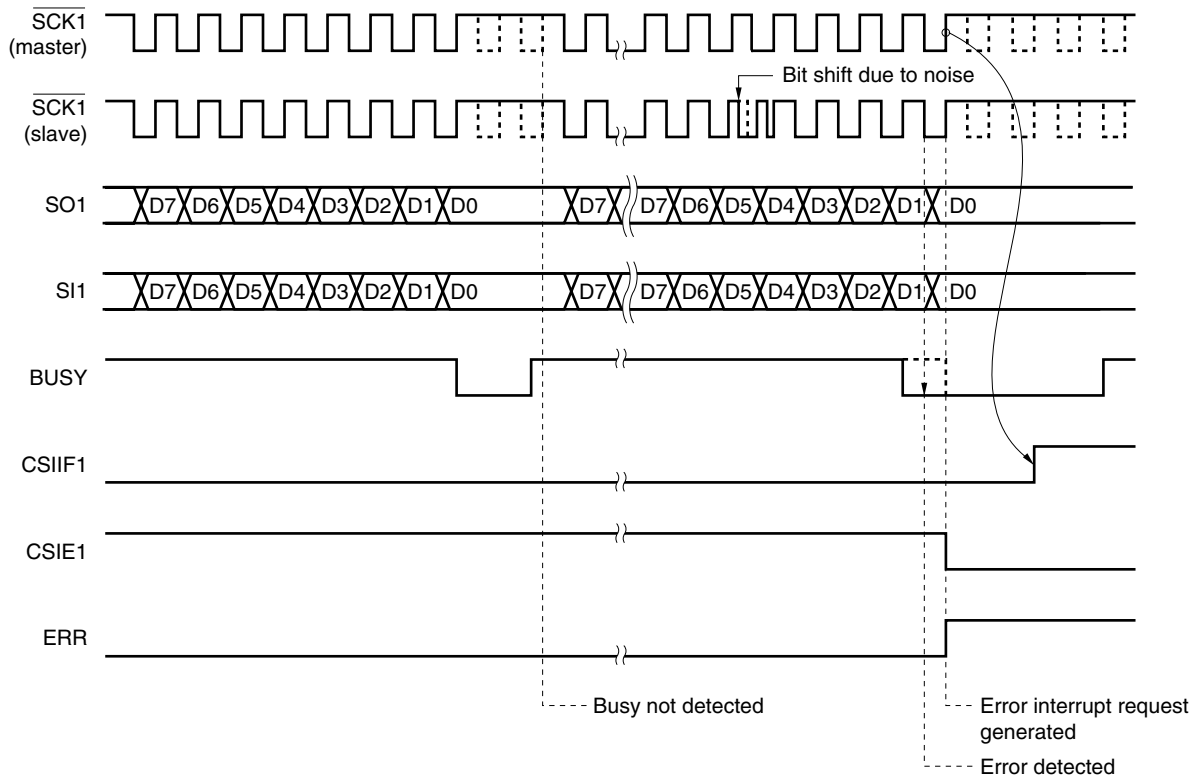 SCK1
(master)
Bit shift due to noise
SCK1
(slave)
SO1
D7 D6 D5 D4 D3 D2 D1 D0 D7 D7 D6 D5 D4 D3 D2 D1 D0
SI1
D7 D6 D5 D4 D3 D2 D1 D0 D7 D7 D6 D5 D4 D3 D2 D1 D0
BUSY
CSIIF1
CSIE1
ERR
Busy not detected
Error interrupt request
generated
Error detected